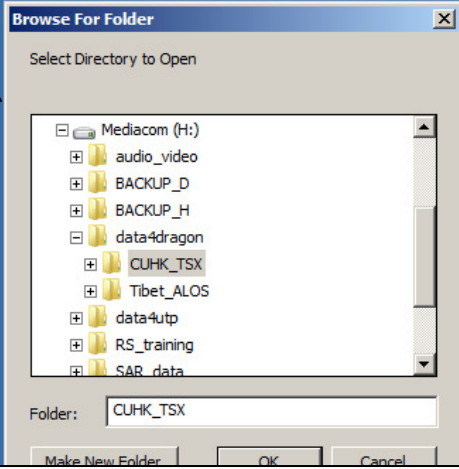 Browse For Folder
Select Directory to Open
Mediacom (H:)
audio_video
BACKUP_D
BACKUP_H
data4dragon
CUHK_TSX
Tibet_ALOS
data4utp
RS_training
SAR_data
Folder: CUHK_TSX
Make New Folder OK Cancel